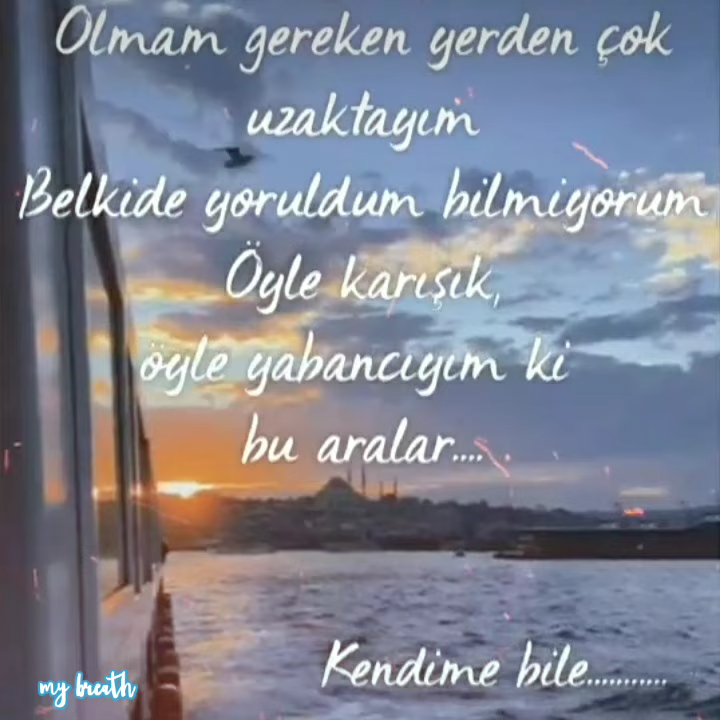 Olmam gereken yerden çok
uzaktayım
Belkide yoruldum bilmiyorum
Öyle karışık,
öyle yabancıyım ki
bu aralar....
Kendime bile...........
my breath